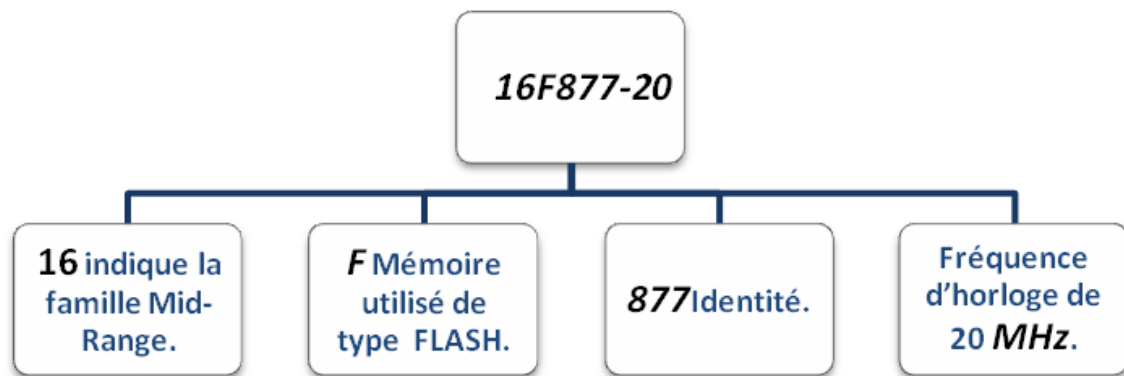 16F877-20
16 indique la
famille Mid-
Range.
F Mémoire
utilisé de
type FLASH.
877Identité.
Fréquence
d'horloge de
20 MHz.